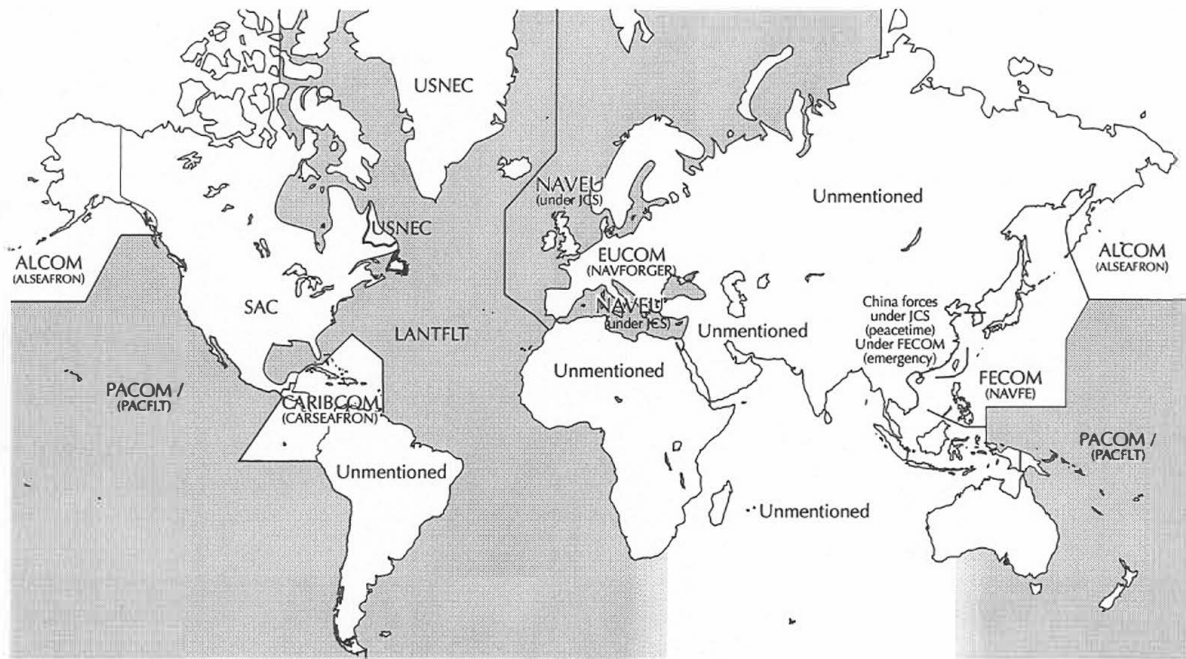 USNEC
NAVEU
(under JCS)
Unmentioned
USNEC
ALCOM
(ALSEAFRON)
EUCOM
(NAVFORGER)
ALCOM
(ALSEAFRON)
SAC
NAVEU
(under JCS)
China forces
under JCS
(peacetime)
Under FECOM
(emergency)
LANTFLT
Unmentioned
Unmentioned
PACOM /
(PACFLT)
CARIBCOM
(CARSEAFRON)
FECOM
(NAVFE)
PACOM /
(PACFLT)
Unmentioned
Unmentioned